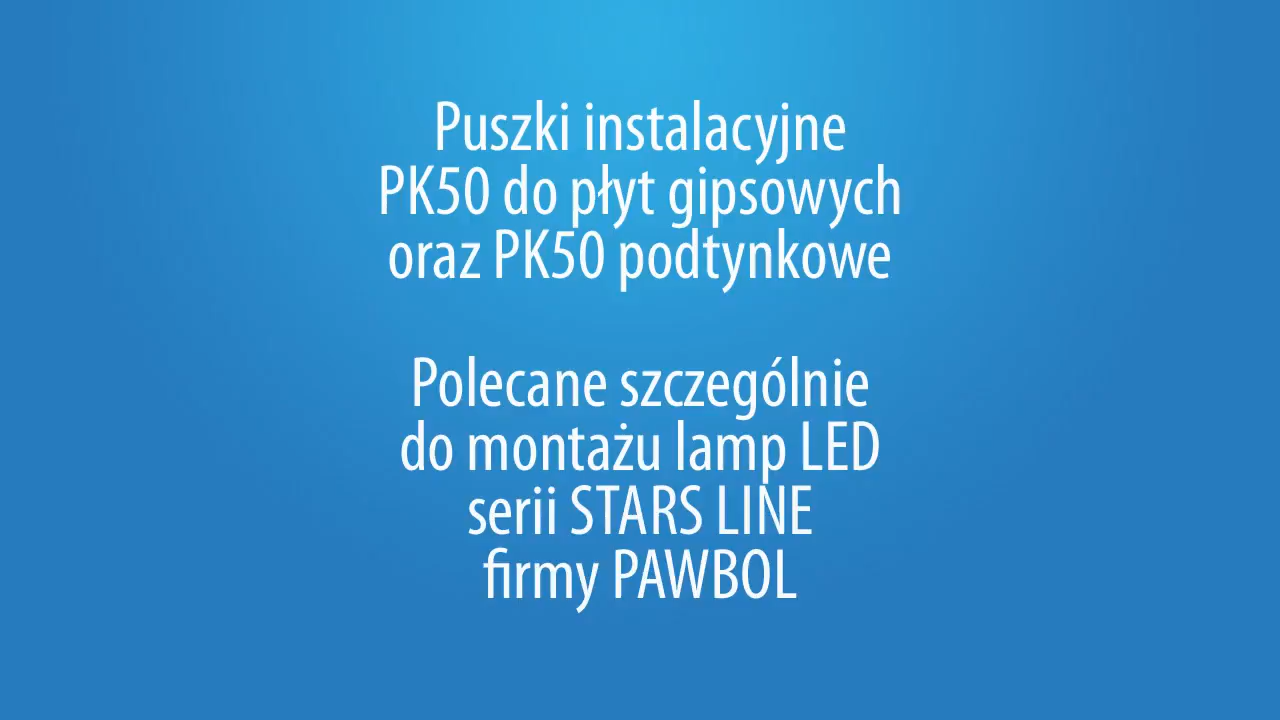 Puszki instalacyjne
PK50 do płyt gipsowych
oraz PK50 podtynkowe
Polecane szczególnie
do montażu lamp LED
serii STARS LINE
firmy PAWBOL